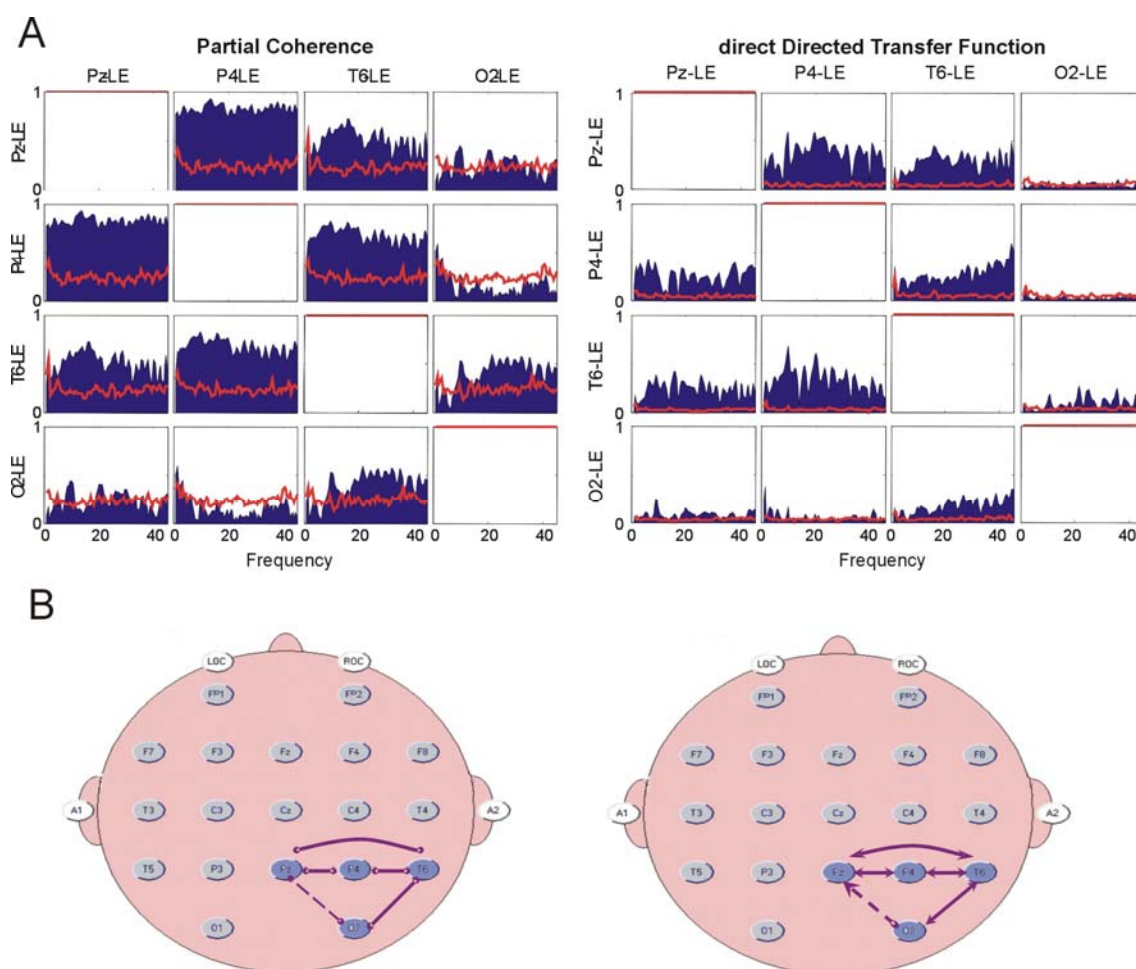 A
Partial Coherence
direct Directed Transfer Function
PzLE P4LE T6LE O2LE
Pz-LE P4-LE T6-LE O2-LE
1 Pz-LE 0
1 Pz-LE 0
1 P4-LE 0
1 P4-LE 0
1 T6-LE 0
1 T6-LE 0
1 O2-LE 0
1 O2-LE 0
0 20 40 0 20 40 0 20 40 0 20 40
0 20 40 0 20 40 0 20 40 0 20 40
Frequency
Frequency
B
LOC ROC
FP1 FP2
F7 F3 Fz F4 F8
A1 T3 C3 Cz C4 T4 A2
T5 P3 Pz P4 T6
O1 O2
LOC ROC
FP1 FP2
F7 F3 Fz F4 F8
A1 T3 C3 Cz C4 T4 A2
T5 P3 Pz P4 T6
O1 O2